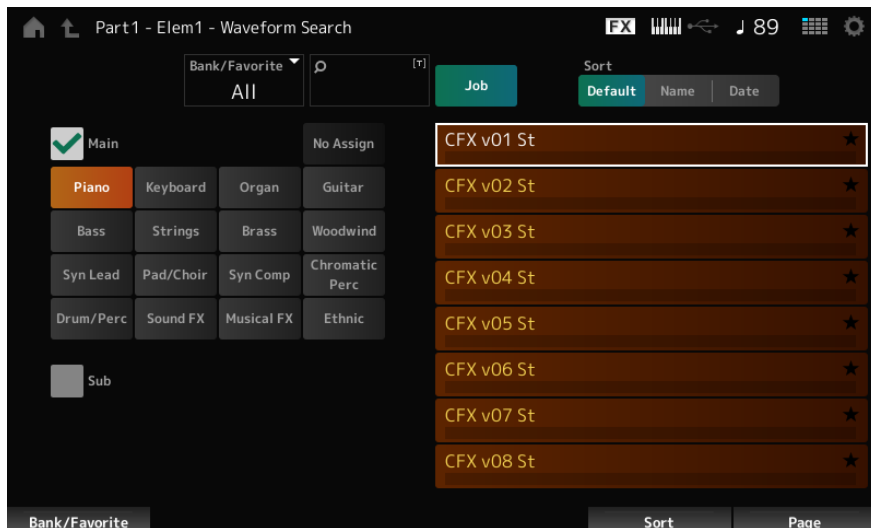 Part1 - Elem1 - Waveform Search FX ♩ 89
Bank/Favorite
All
[T]
Job
Sort
Default Name Date
Main No Assign
Piano Keyboard Organ Guitar
Bass Strings Brass Woodwind
Syn Lead Pad/Choir Syn Comp Chromatic Perc
Drum/Perc Sound FX Musical FX Ethnic
Sub
CFX v01 St
CFX v02 St
CFX v03 St
CFX v04 St
CFX v05 St
CFX v06 St
CFX v07 St
CFX v08 St
Bank/Favorite Sort Page